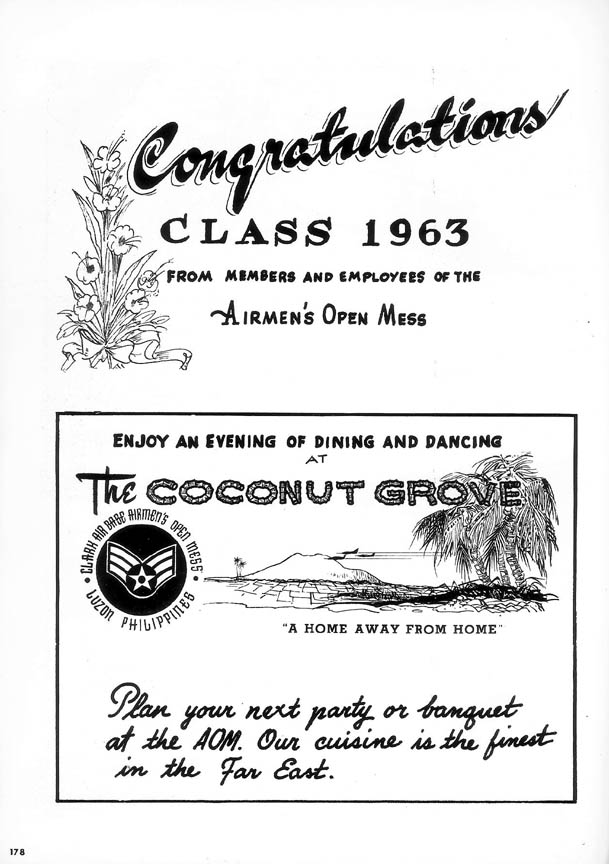 Congratulations
CLASS 1963
FROM MEMBERS AND EMPLOYEES OF THE
AIRMEN'S OPEN MESS
ENJOY AN EVENING OF DINING AND DANCING
AT
The COCONUT GROVE
CLARK AIR BASE AIRMEN'S OPEN MESS
LUZON PHILIPPINES
"A HOME AWAY FROM HOME"
Plan your next party or banquet
at the AOM. Our cuisine is the finest
in the Far East.
178